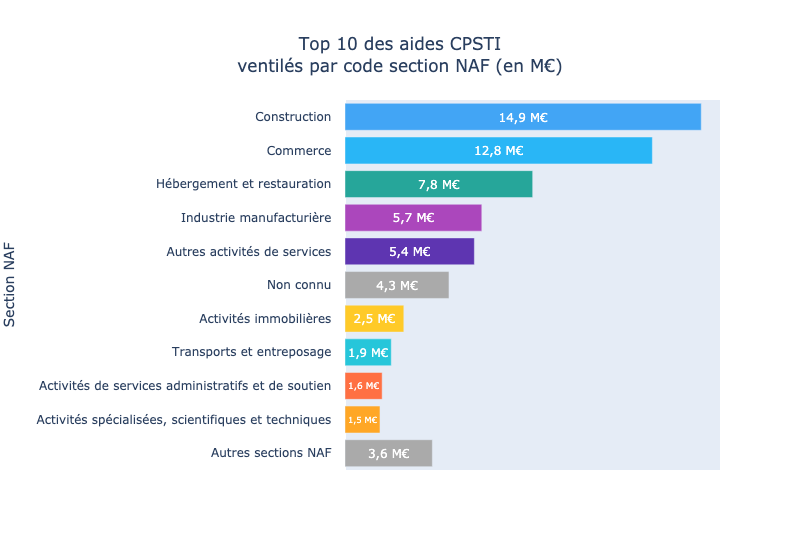 Top 10 des aides CPSTI
ventilés par code section NAF (en M€)
Section NAF
Construction 14,9 M€
Commerce 12,8 M€
Hébergement et restauration 7,8 M€
Industrie manufacturière 5,7 M€
Autres activités de services 5,4 M€
Non connu 4,3 M€
Activités immobilières 2,5 M€
Transports et entreposage 1,9 M€
Activités de services administratifs et de soutien 1,6 M€
Activités spécialisées, scientifiques et techniques 1,5 M€
Autres sections NAF 3,6 M€